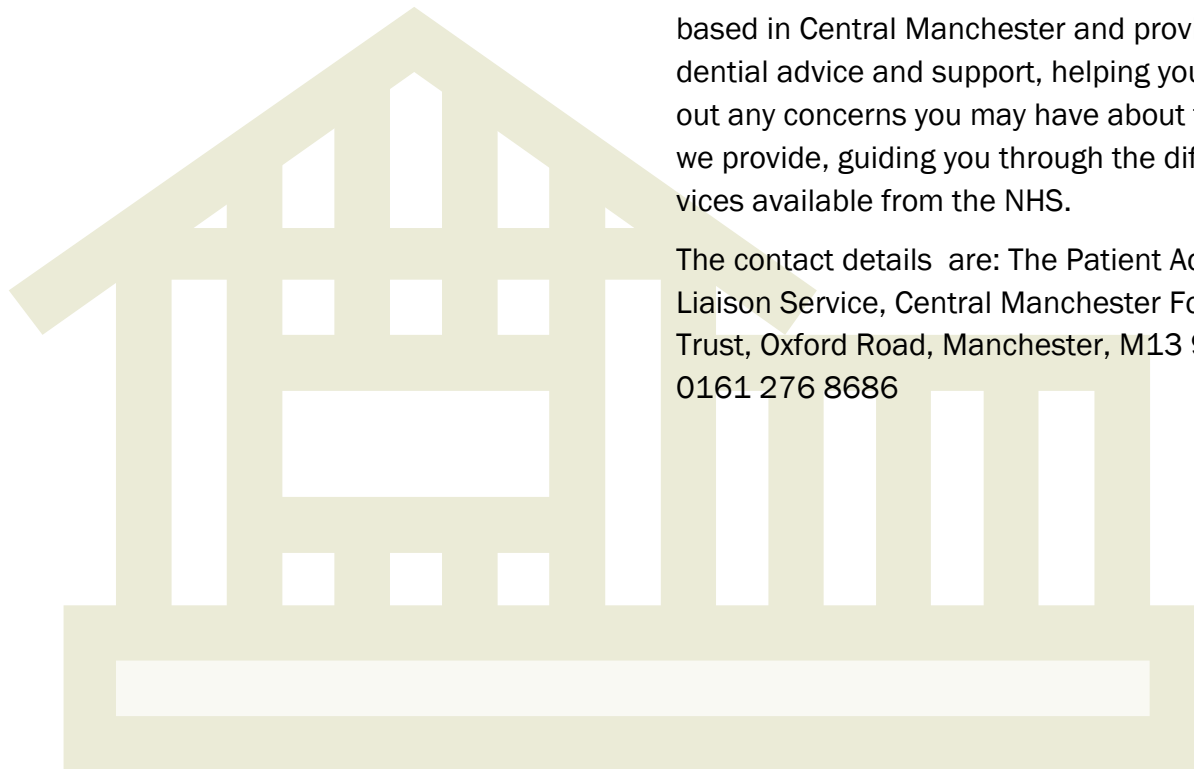 based in Central Manchester and prov
dential advice and support, helping you
out any concerns you may have about
we provide, guiding you through the dif
vices available from the NHS.
The contact details  are: The Patient Ad
Liaison Service, Central Manchester Fo
Trust, Oxford Road, Manchester, M13
0161 276 8686